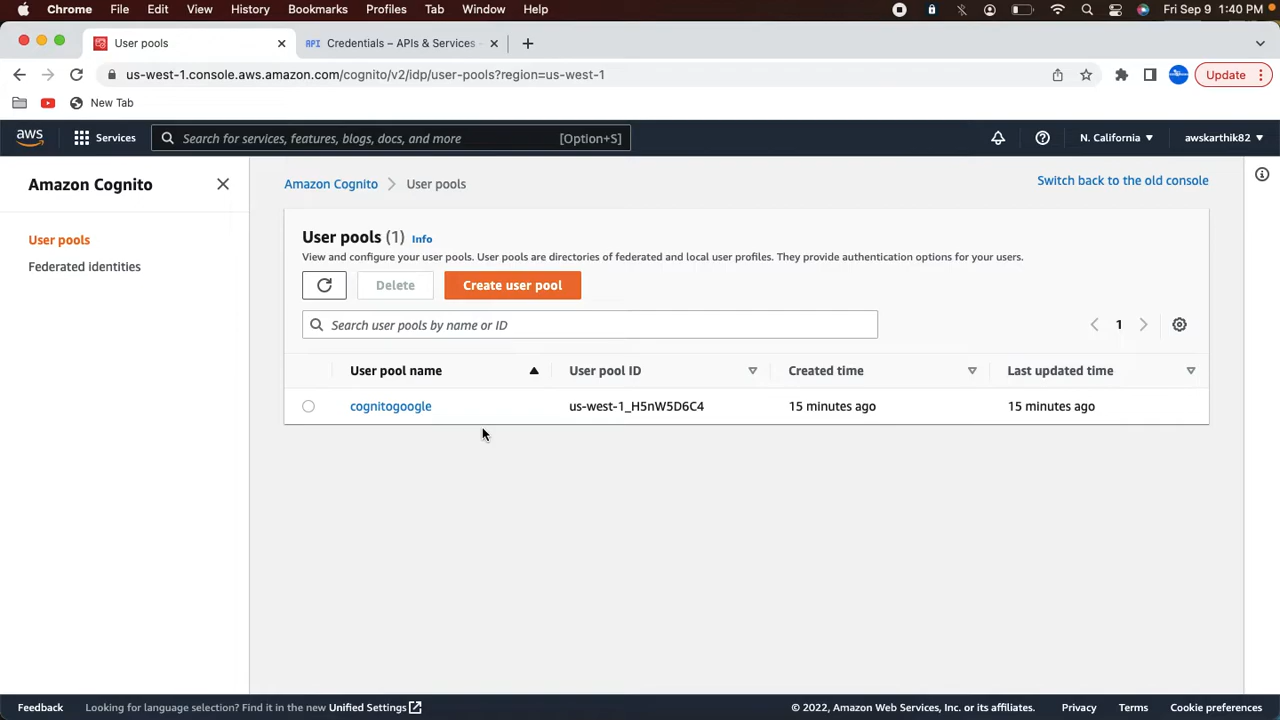 Chrome File Edit View History Bookmarks Profiles Tab Window Help Fri Sep 9 1:40 PM
User pools API Credentials – APIs & Services
us-west-1.console.aws.amazon.com/cognito/v2/idp/user-pools?region=us-west-1 Update
New Tab
aws Services Search for services, features, blogs, docs, and more [Option+S] N. California awskarthik82
Amazon Cognito
User pools
Federated identities
Amazon Cognito User pools Switch back to the old console
User pools (1) Info
View and configure your user pools. User pools are directories of federated and local user profiles. They provide authentication options for your users.
Delete Create user pool
Search user pools by name or ID 1
User pool name User pool ID Created time Last updated time
cognitogoogle us-west-1_H5nW5D6C4 15 minutes ago 15 minutes ago
Feedback Looking for language selection? Find it in the new Unified Settings © 2022, Amazon Web Services, Inc. or its affiliates. Privacy Terms Cookie preferences